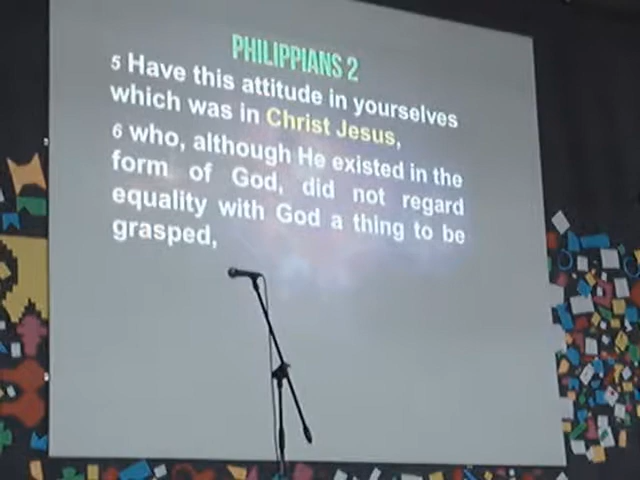 PHILIPPIANS 2
5 Have this attitude in yourselves
which was in Christ Jesus,
6 who, although He existed in the
form of God, did not regard
equality with God a thing to be
grasped,